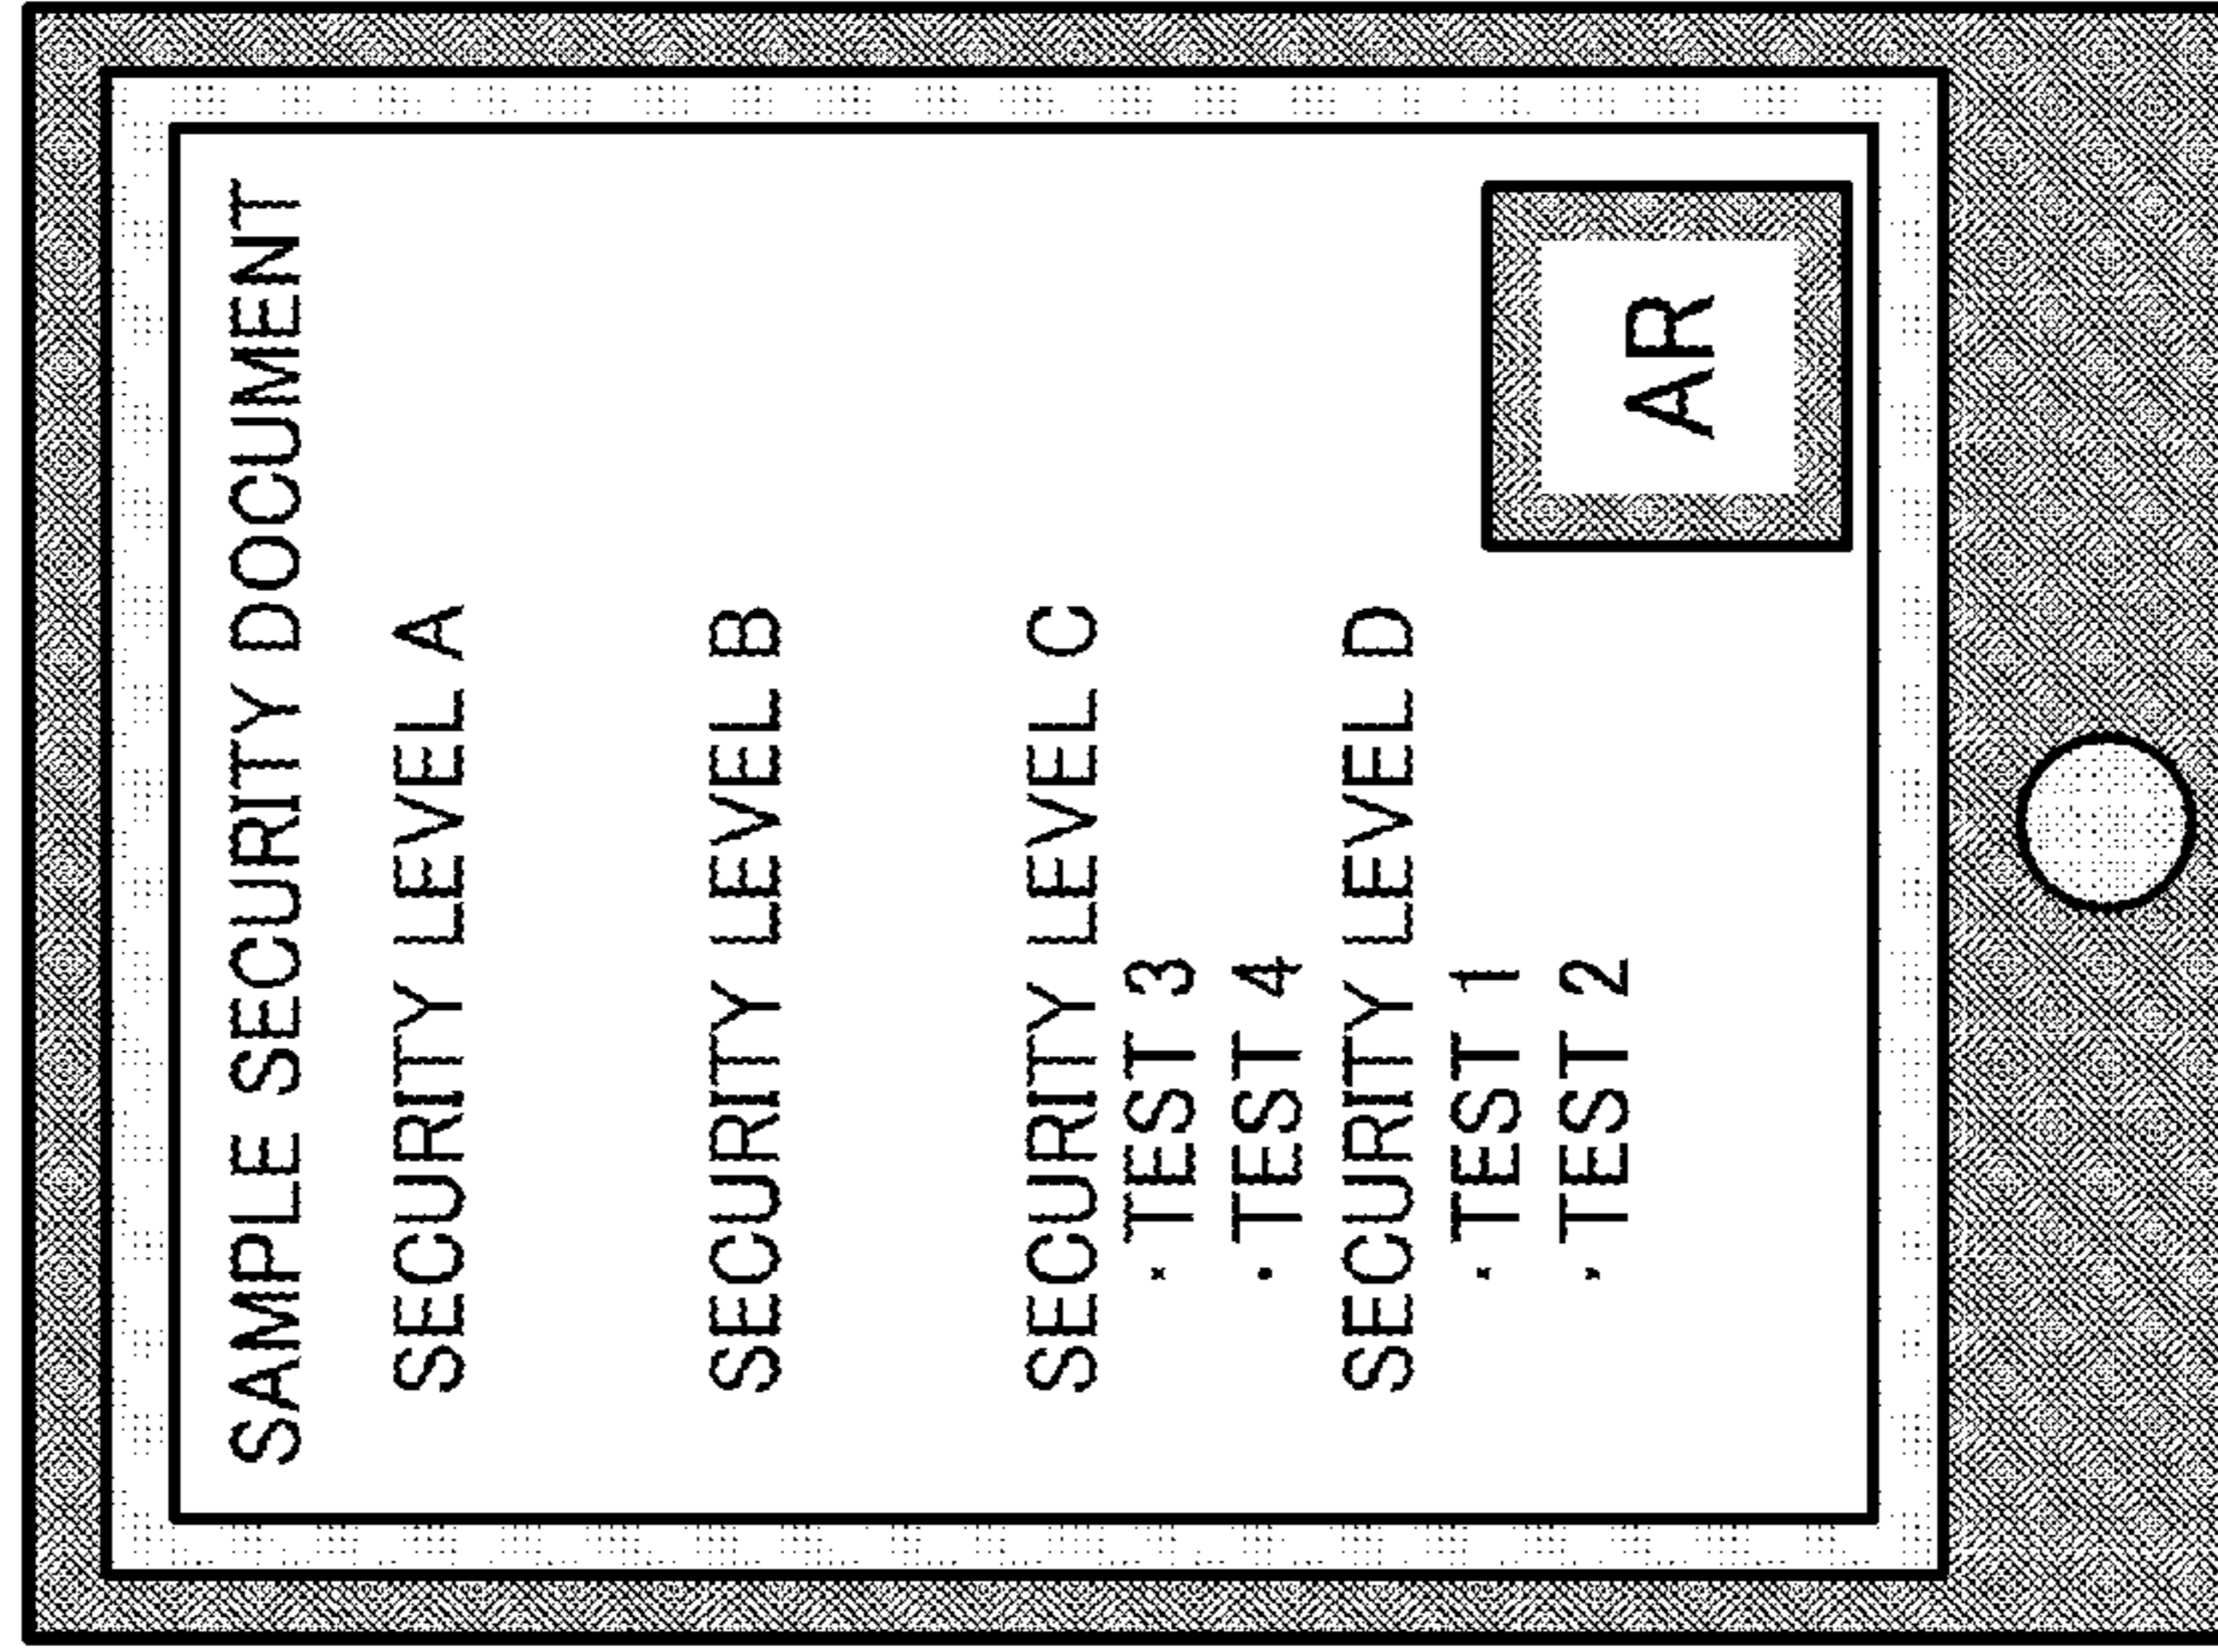 SAMPLE SECURITY DOCUMENT
SECURITY LEVEL A
SECURITY LEVEL B
SECURITY LEVEL C
· TEST 3
· TEST 4
SECURITY LEVEL D
· TEST 1
· TEST 2
AR